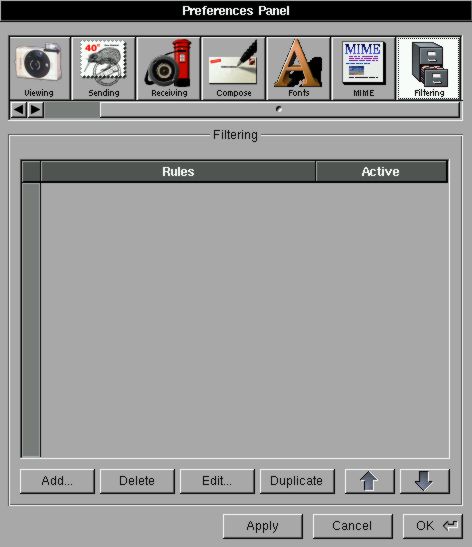 Preferences Panel
40¢
MIME
Viewing Sending Receiving Compose Fonts MIME Filtering
Filtering
Rules Active
Add... Delete Edit... Duplicate
Apply Cancel OK